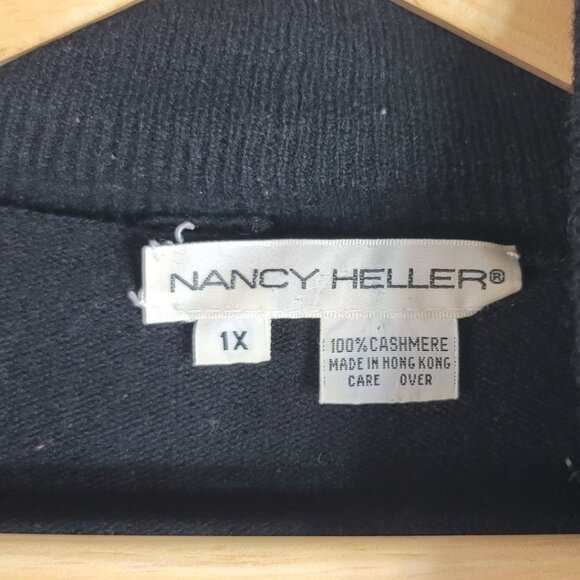 NANCY HELLER®
1X
100% CASHMERE
MADE IN HONG KONG
CARE OVER